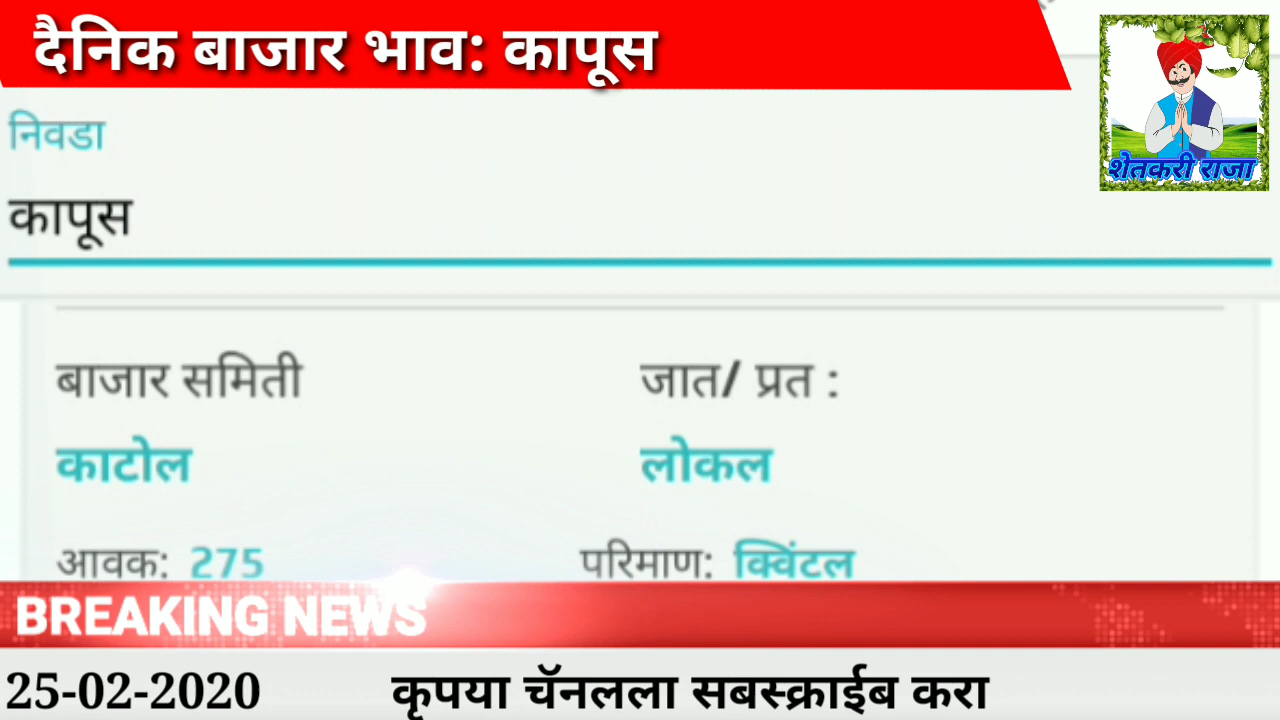 दैनिक बाजार भाव: कापूस
शेतकरी राजा
निवडा
कापूस
बाजार समिती जात/ प्रत :
काटोल लोकल
आवक: 275 परिमाण: क्विंटल
BREAKING NEWS
25-02-2020 कृपया चॅनलला सबस्क्राईब करा